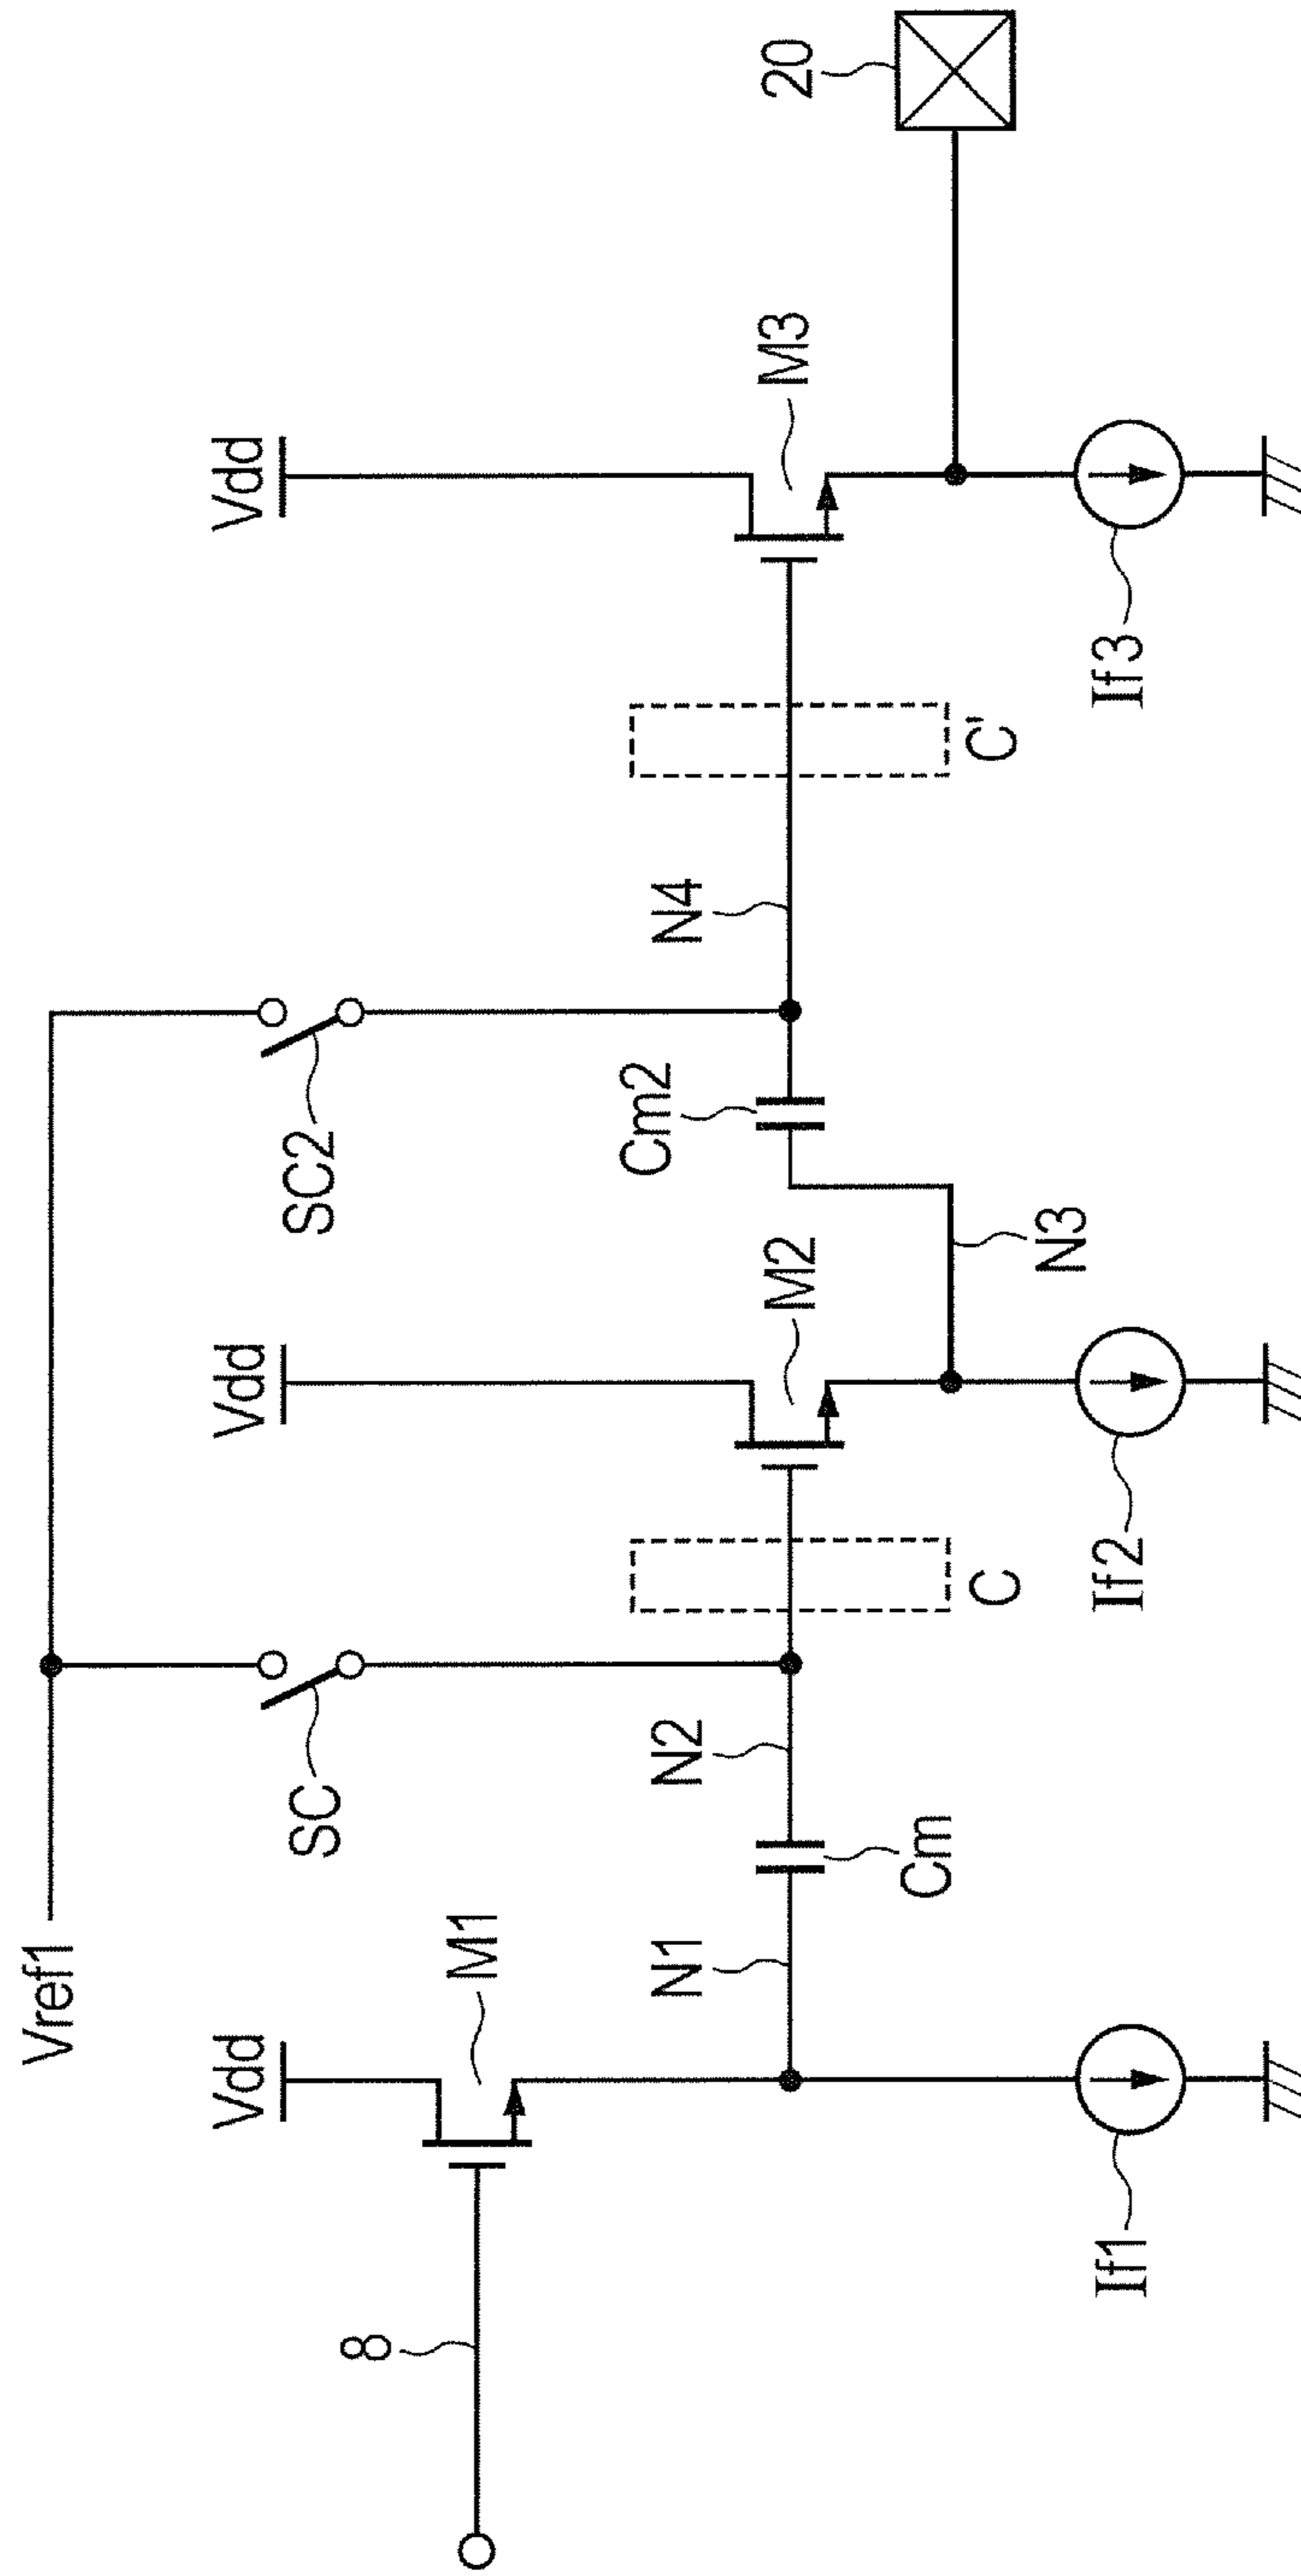 Vref1
Vdd
Vdd
Vdd
SC
SC2
8
M1
N1
N2
Cm
C
M2
N3
Cm2
N4
C'
M3
20
If1
If2
If3